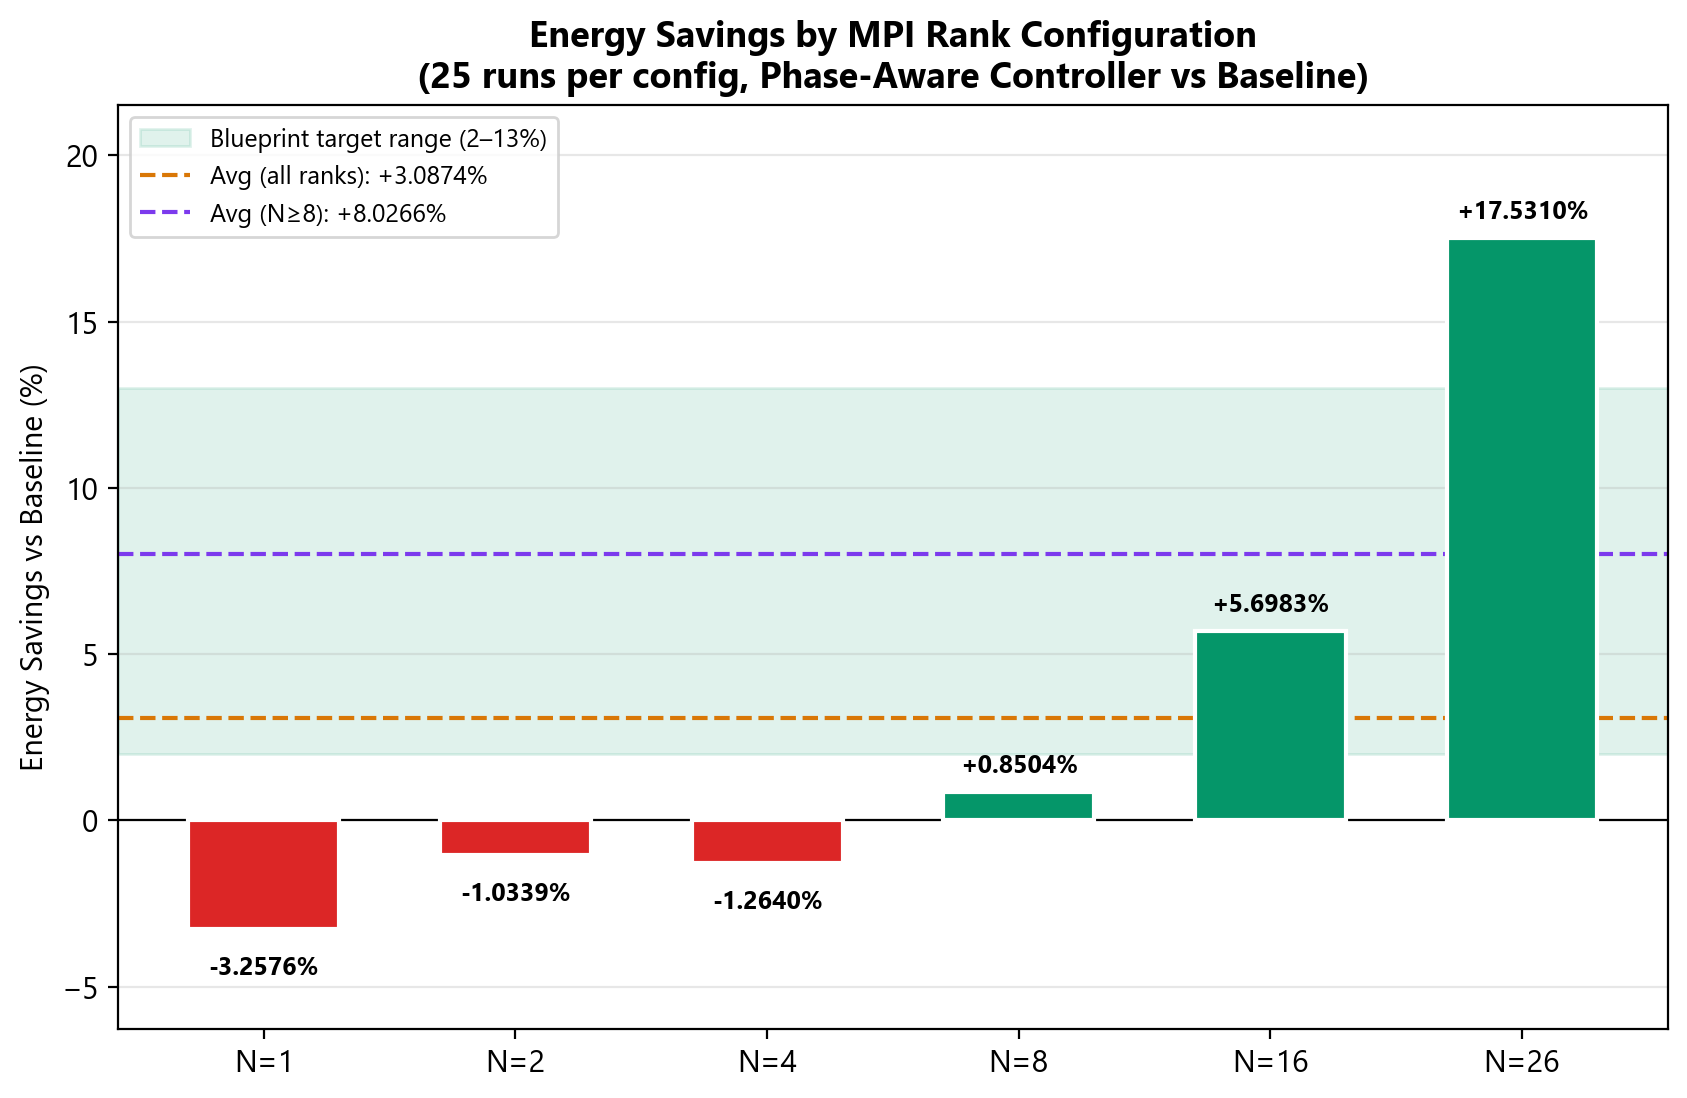 Energy Savings by MPI Rank Configuration
(25 runs per config, Phase-Aware Controller vs Baseline)
Blueprint target range (2–13%)
Avg (all ranks): +3.0874%
Avg (N≥8): +8.0266%
Energy Savings vs Baseline (%)
20
15
10
5
0
−5
-3.2576%
-1.0339%
-1.2640%
+0.8504%
+5.6983%
+17.5310%
N=1
N=2
N=4
N=8
N=16
N=26